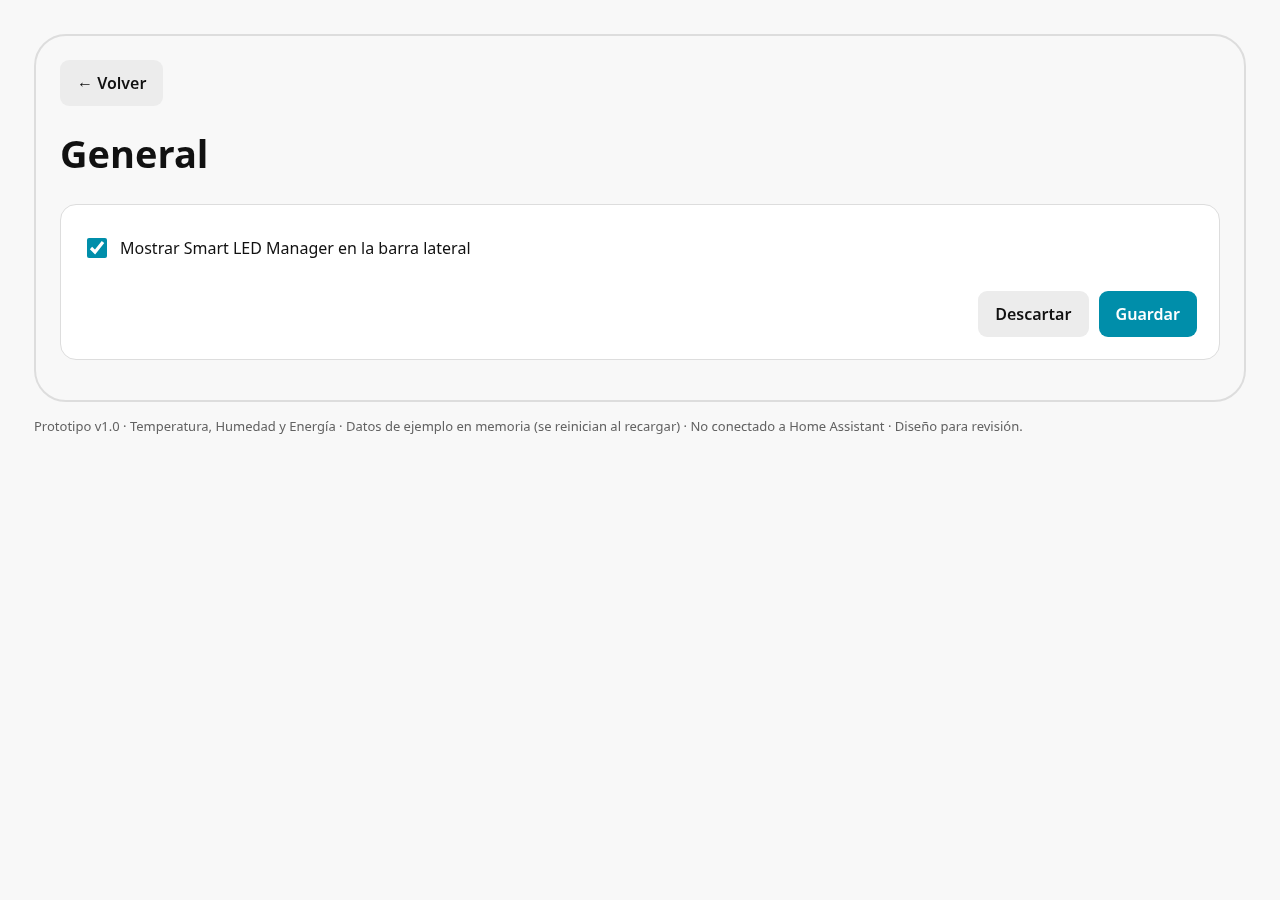 ← Volver
General
Mostrar Smart LED Manager en la barra lateral
Descartar
Guardar
Prototipo v1.0 · Temperatura, Humedad y Energía · Datos de ejemplo en memoria (se reinician al recargar) · No conectado a Home Assistant · Diseño para revisión.